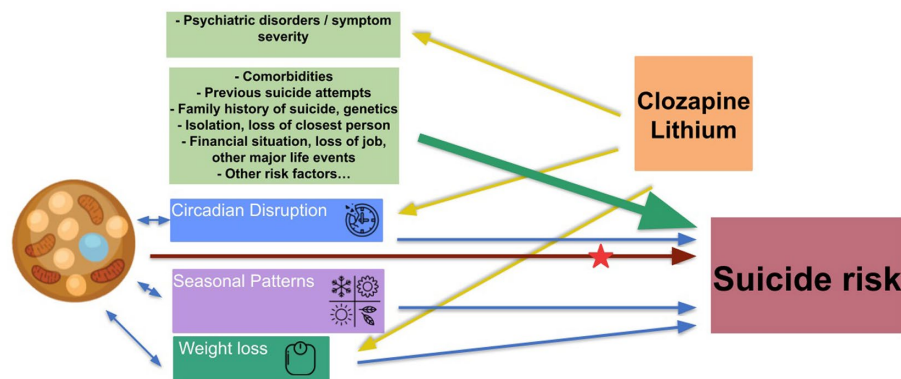 - Psychiatric disorders / symptom
severity
- Comorbidities
- Previous suicide attempts
- Family history of suicide, genetics
- Isolation, loss of closest person
- Financial situation, loss of job,
other major life events
- Other risk factors…
Clozapine
Lithium
Circadian Disruption
Seasonal Patterns
Weight loss
Suicide risk